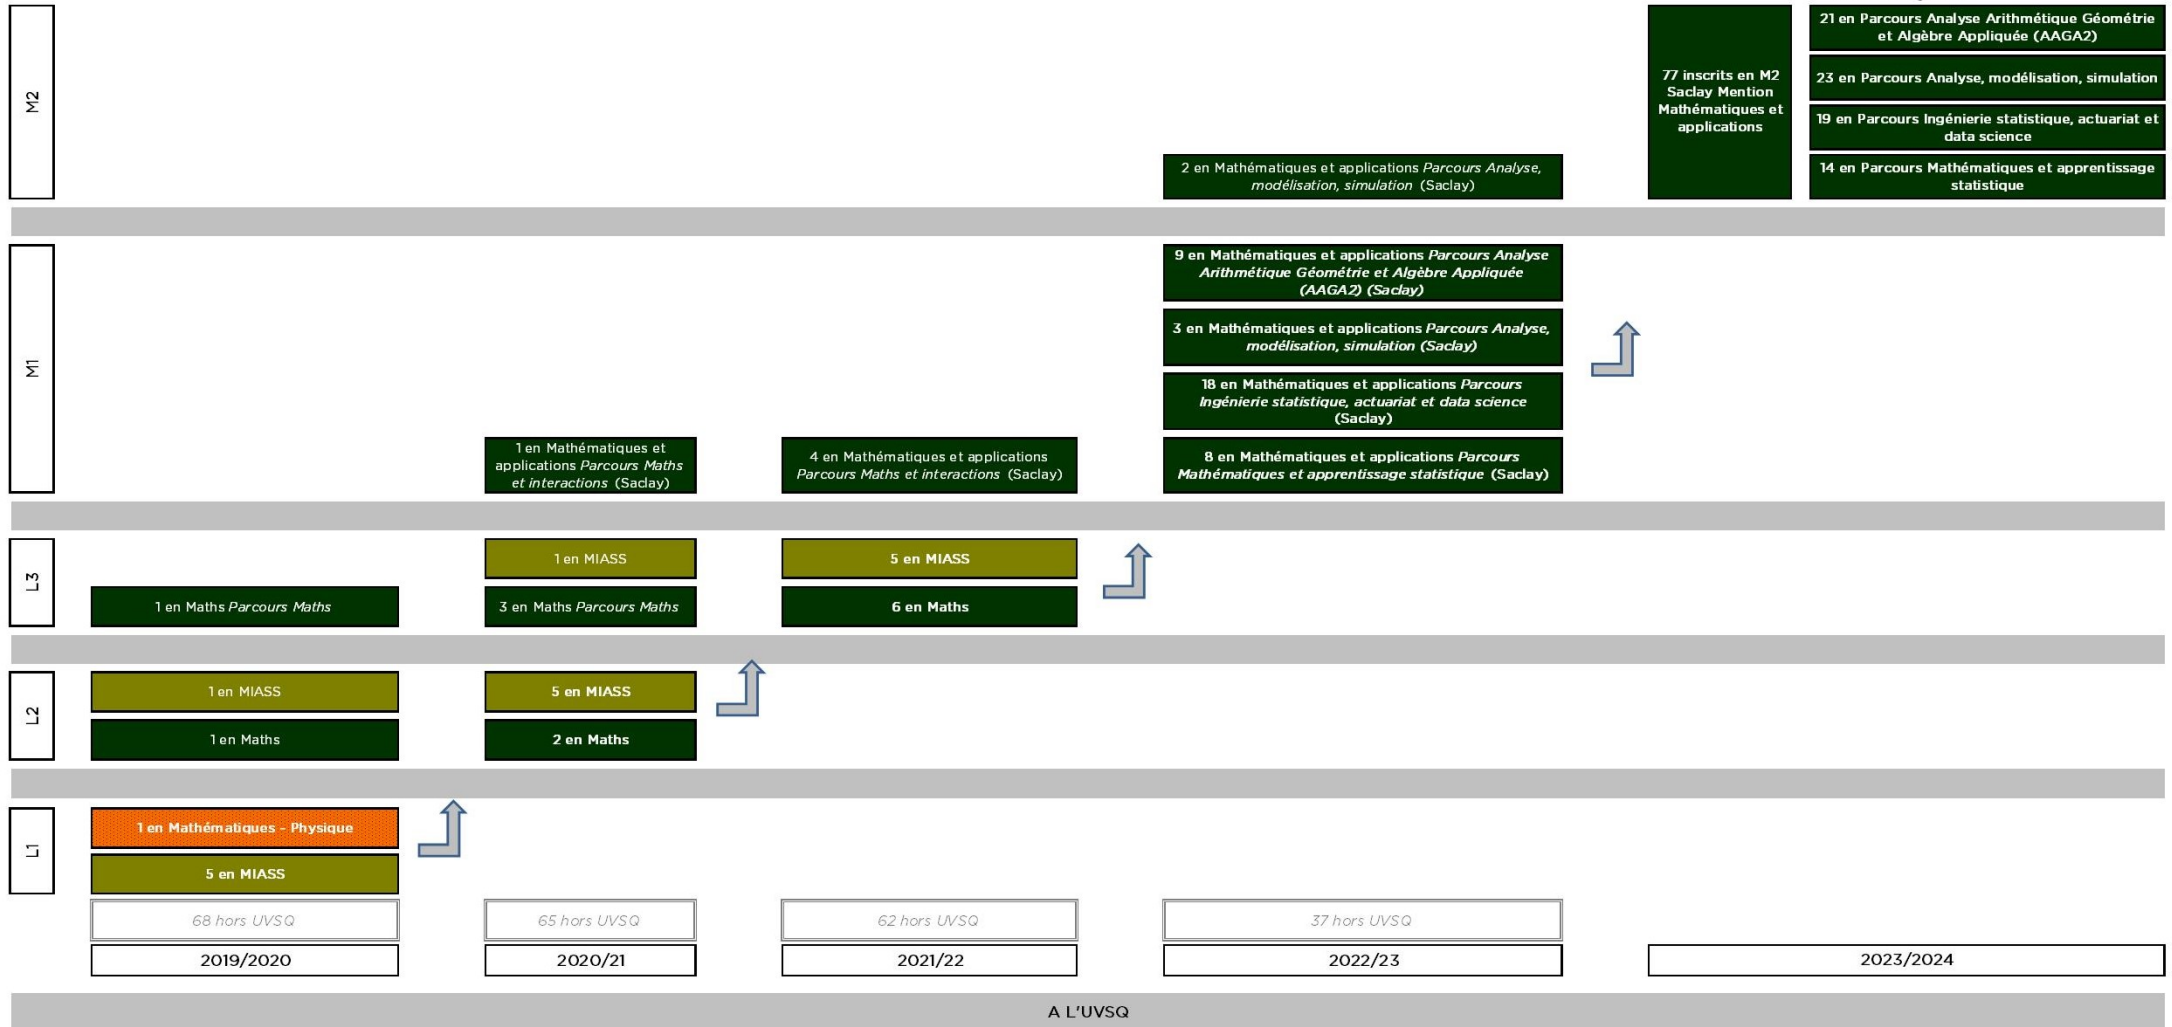 M2
2 en Mathématiques et applications Parcours Analyse,
modélisation, simulation (Saclay)
77 inscrits en M2
Saclay Mention
Mathématiques et
applications
21 en Parcours Analyse Arithmétique Géométrie
et Algèbre Appliquée (AAGA2)
23 en Parcours Analyse, modélisation, simulation
19 en Parcours Ingénierie statistique, actuariat et
data science
14 en Parcours Mathématiques et apprentissage
statistique
M1
1 en Mathématiques et
applications Parcours Maths
et interactions (Saclay)
4 en Mathématiques et applications
Parcours Maths et interactions (Saclay)
9 en Mathématiques et applications Parcours Analyse
Arithmétique Géométrie et Algèbre Appliquée
(AAGA2) (Saclay)
3 en Mathématiques et applications Parcours Analyse,
modélisation, simulation (Saclay)
18 en Mathématiques et applications Parcours
Ingénierie statistique, actuariat et data science
(Saclay)
8 en Mathématiques et applications Parcours
Mathématiques et apprentissage statistique (Saclay)
L3
1 en Maths Parcours Maths
1 en MIASS
3 en Maths Parcours Maths
5 en MIASS
6 en Maths
L2
1 en MIASS
1 en Maths
5 en MIASS
2 en Maths
L1
1 en Mathématiques - Physique
5 en MIASS
68 hors UVSQ
65 hors UVSQ
62 hors UVSQ
37 hors UVSQ
2019/2020
2020/21
2021/22
2022/23
2023/2024
A L'UVSQ